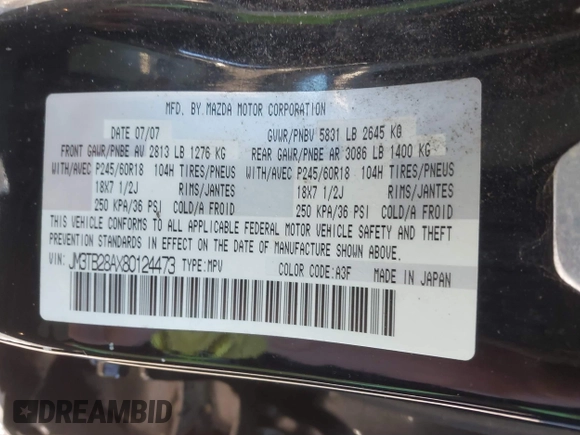 MFD. BY MAZDA MOTOR CORPORATION
DATE 07/07 GVWR/PNBV 5831 LB 2645 KG
FRONT GAWR/PNBE AV 2813 LB 1276 KG REAR GAWR/PNBE AR 3086 LB 1400 KG
WITH/AVEC P245/60R18 104H TIRES/PNEUS WITH/AVEC P245/60R18 104H TIRES/PNEUS
18X7 1/2J RIMS/JANTES 18X7 1/2J RIMS/JANTES
250 KPA/36 PSI COLD/A FROID 250 KPA/36 PSI COLD/A FROID
THIS VEHICLE CONFORMS TO ALL APPLICABLE FEDERAL MOTOR VEHICLE SAFETY AND THEFT
PREVENTION STANDARDS IN EFFECT ON THE DATE OF MANUFACTURE SHOWN ABOVE.
VIN: JM3TB28AX80124473 TYPE:MPV COLOR CODE:A3F MADE IN JAPAN
DREAMBID